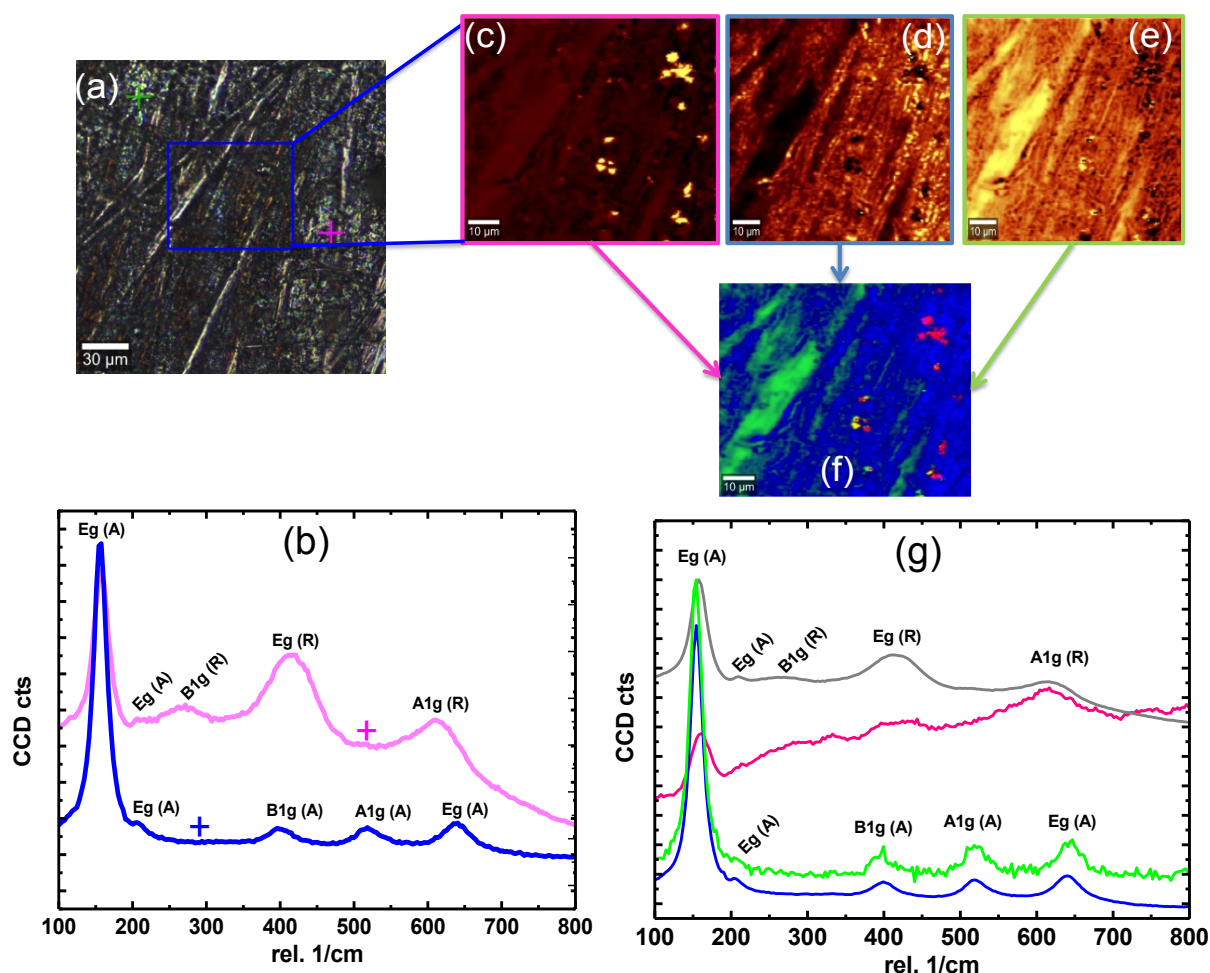 (a)
30 µm
(c)
10 µm
(d)
10 µm
(e)
10 µm
(f)
10 µm
(b)
Eg (A)
Eg (A)
B1g (R)
Eg (R)
A1g (R)
Eg (A)
B1g (A)
A1g (A)
Eg (A)
CCD cts
100 200 300 400 500 600 700 800
rel. 1/cm
(g)
Eg (A)
Eg (A)
B1g (R)
Eg (R)
A1g (R)
Eg (A)
B1g (A)
A1g (A)
Eg (A)
CCD cts
100 200 300 400 500 600 700 800
rel. 1/cm